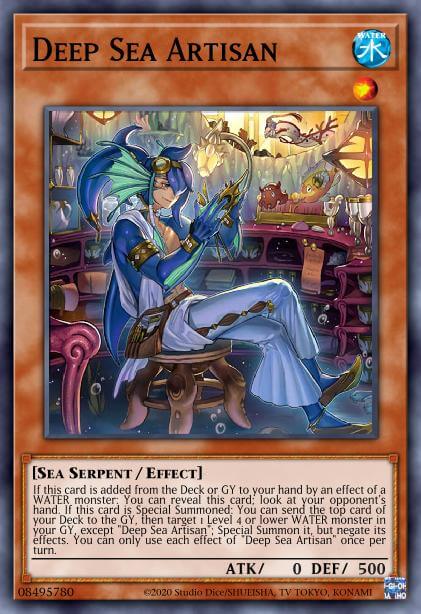 Deep Sea Artisan
WATER
水
[Sea Serpent / Effect]
If this card is added from the Deck or GY to your hand by an effect of a
WATER monster: You can reveal this card; look at your opponent's
hand. If this card is Special Summoned: You can send the top card
of your Deck to the GY, then target 1 Level 4 or lower WATER monster in
your GY, except "Deep Sea Artisan"; Special Summon it, but negate its
effects. You can only use each effect of "Deep Sea Artisan" once per
turn.
ATK/ 0 DEF/ 500
08495780
©2020 Studio Dice/SHUEISHA, TV TOKYO, KONAMI